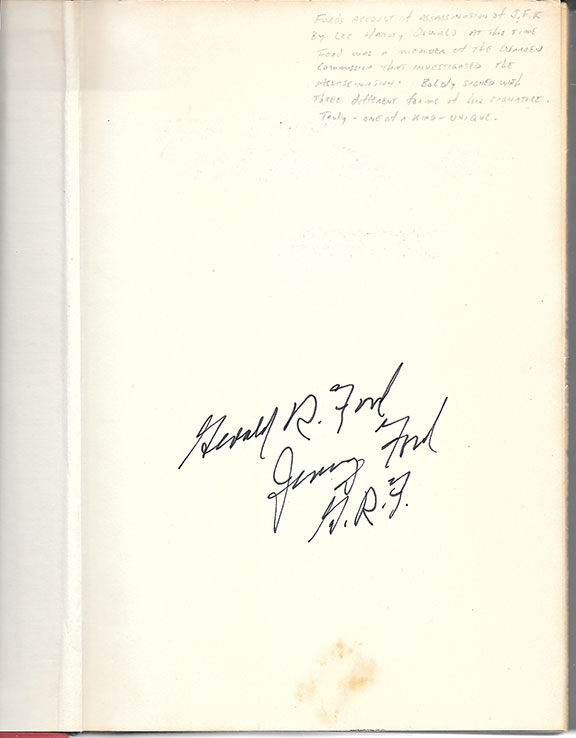 Ford's account of assassination of J.F.K
By Lee Harvey Oswald At this time
Ford was a member of the Warren
Commission that investigated the
Assassination. Boldly signed with
three different forms of his signature.
Truly - one of a kind - unique.
Gerald R. Ford
Jerry Ford
G.R.F.